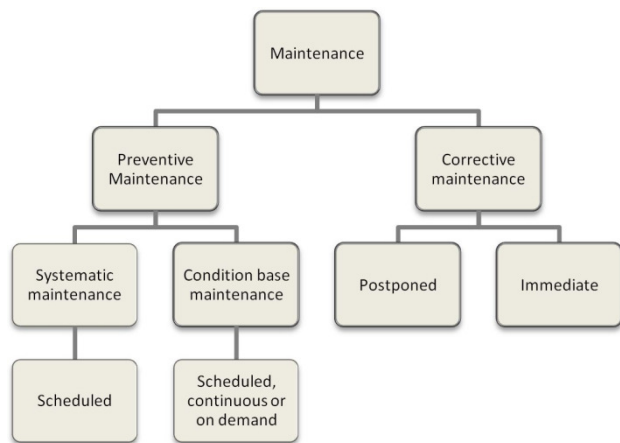 Maintenance
Preventive
Maintenance
Corrective
maintenance
Systematic
maintenance
Condition base
maintenance
Postponed
Immediate
Scheduled
Scheduled,
continuous or
on demand